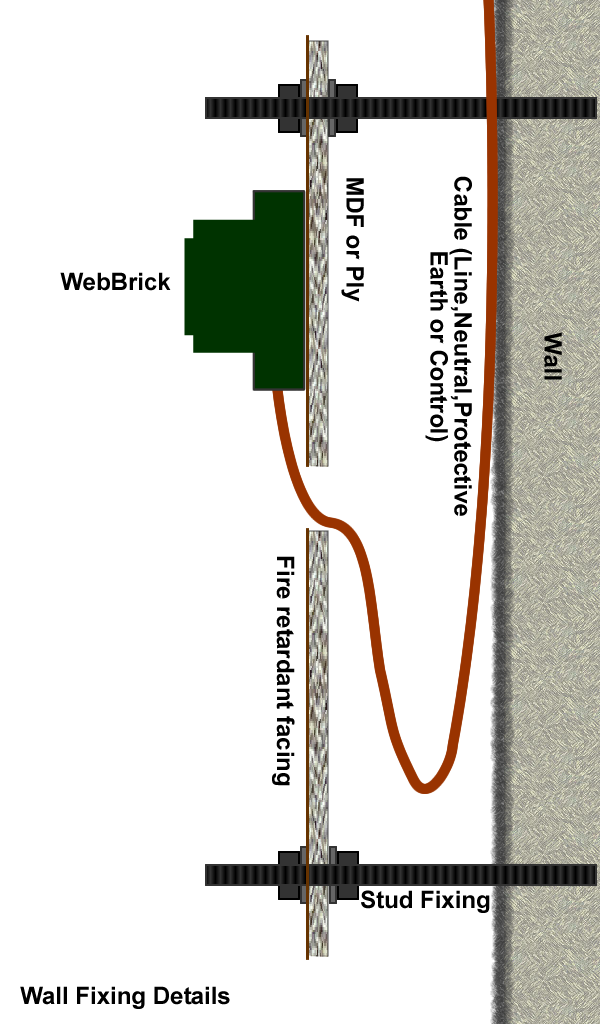 MDF or Ply
Cable (Line,Neutral,Protective
Earth or Control)
WebBrick
Wall
Fire retardant facing
Stud Fixing
Wall Fixing Details